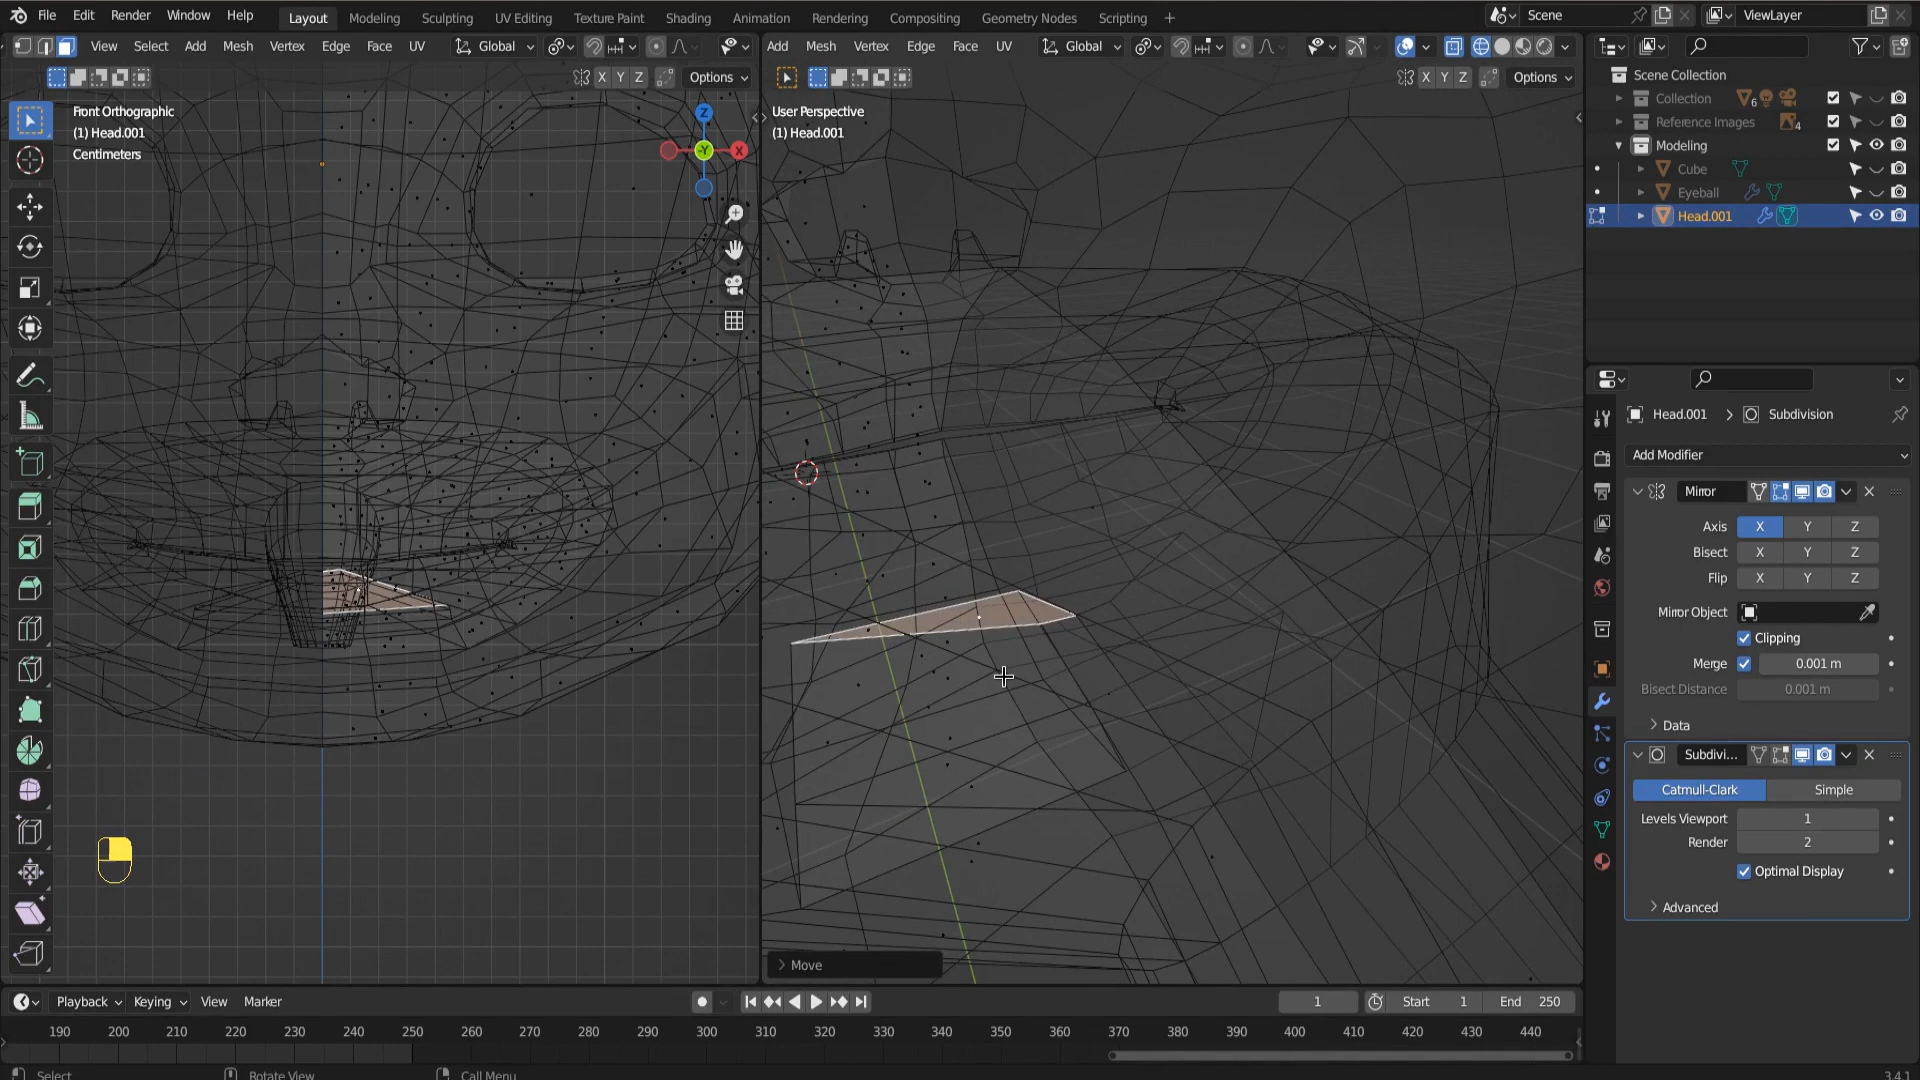 File Edit Render Window Help Layout Modeling Sculpting UV Editing Texture Paint Shading Animation Rendering Compositing Geometry Nodes Scripting + Scene ViewLayer
View Select Add Mesh Vertex Edge Face UV Global
Add Mesh Vertex Edge Face UV Global
X Y Z Options
X Y Z Options
Front Orthographic
(1) Head.001
Centimeters
Z
-Y
X
User Perspective
(1) Head.001
> Move
Scene Collection
Collection 6
Reference Images 4
Modeling
Cube
Eyeball
Head.001
Head.001 > Subdivision
Add Modifier
Mirror
Axis X Y Z
Bisect X Y Z
Flip X Y Z
Mirror Object
Clipping
Merge 0.001 m
Bisect Distance 0.001 m
> Data
Subdivi...
Catmull-Clark Simple
Levels Viewport 1
Render 2
Optimal Display
> Advanced
Playback Keying View Marker 1 Start 1 End 250
190 200 210 220 230 240 250 260 270 280 290 300 310 320 330 340 350 360 370 380 390 400 410 420 430 440
Select Rotate View Call Menu 3.4.1